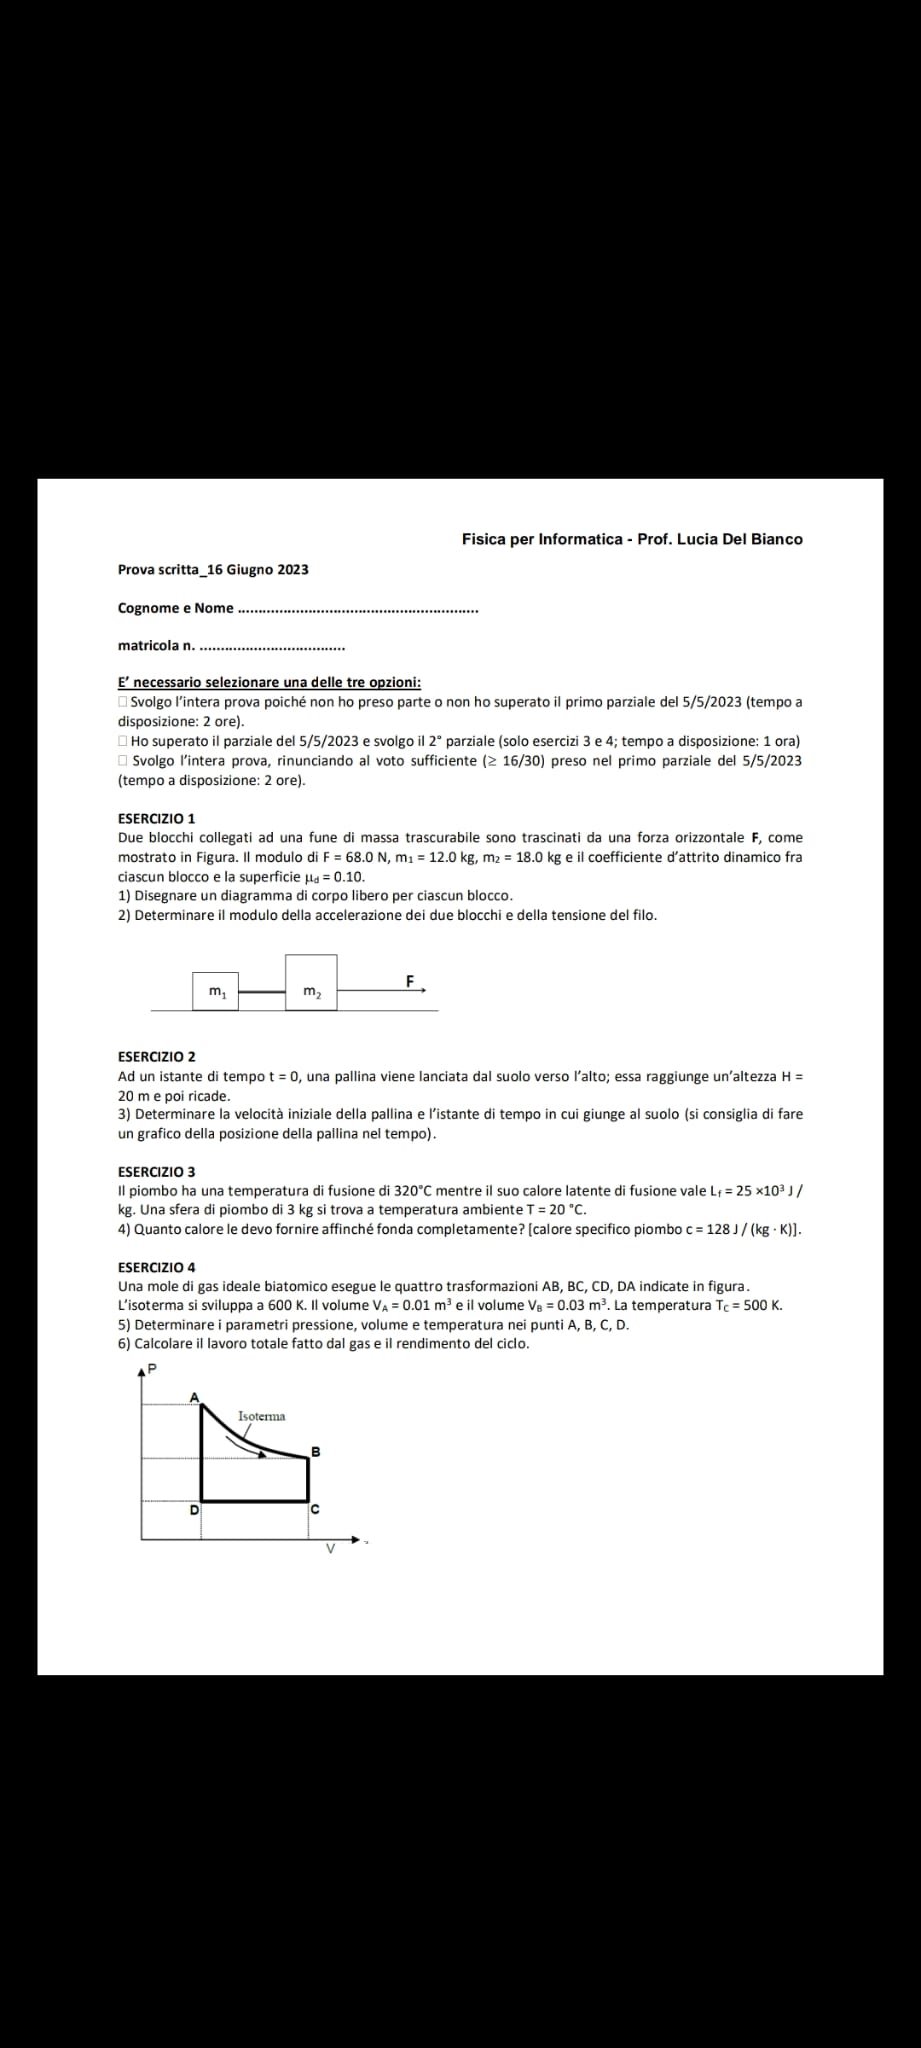 Fisica per Informatica - Prof. Lucia Del Bianco
Prova scritta_16 Giugno 2023
Cognome e Nome ............................................................
matricola n. ...................................
E' necessario selezionare una delle tre opzioni:
□ Svolgo l'intera prova poiché non ho preso parte o non ho superato il primo parziale del 5/5/2023 (tempo a
disposizione: 2 ore).
□ Ho superato il parziale del 5/5/2023 e svolgo il 2° parziale (solo esercizi 3 e 4; tempo a disposizione: 1 ora)
□ Svolgo l'intera prova, rinunciando al voto sufficiente (≥ 16/30) preso nel primo parziale del 5/5/2023
(tempo a disposizione: 2 ore).
ESERCIZIO 1
Due blocchi collegati ad una fune di massa trascurabile sono trascinati da una forza orizzontale F, come
mostrato in Figura. Il modulo di F = 68.0 N, m₁ = 12.0 kg, m₂ = 18.0 kg e il coefficiente d'attrito dinamico fra
ciascun blocco e la superficie μd = 0.10.
1) Disegnare un diagramma di corpo libero per ciascun blocco.
2) Determinare il modulo della accelerazione dei due blocchi e della tensione del filo.
m₁ m₂ F
ESERCIZIO 2
Ad un istante di tempo t = 0, una pallina viene lanciata dal suolo verso l'alto; essa raggiunge un'altezza H =
20 m e poi ricade.
3) Determinare la velocità iniziale della pallina e l'istante di tempo in cui giunge al suolo (si consiglia di fare
un grafico della posizione della pallina nel tempo).
ESERCIZIO 3
Il piombo ha una temperatura di fusione di 320°C mentre il suo calore latente di fusione vale Lf = 25 ×10³ J /
kg. Una sfera di piombo di 3 kg si trova a temperatura ambiente T = 20 °C.
4) Quanto calore le devo fornire affinché fonda completamente? [calore specifico piombo c = 128 J / (kg · K)].
ESERCIZIO 4
Una mole di gas ideale biatomico esegue le quattro trasformazioni AB, BC, CD, DA indicate in figura.
L'isoterma si sviluppa a 600 K. Il volume VA = 0.01 m³ e il volume VB = 0.03 m³. La temperatura TC = 500 K.
5) Determinare i parametri pressione, volume e temperatura nei punti A, B, C, D.
6) Calcolare il lavoro totale fatto dal gas e il rendimento del ciclo.
P
A
Isoterma
B
D
C
V